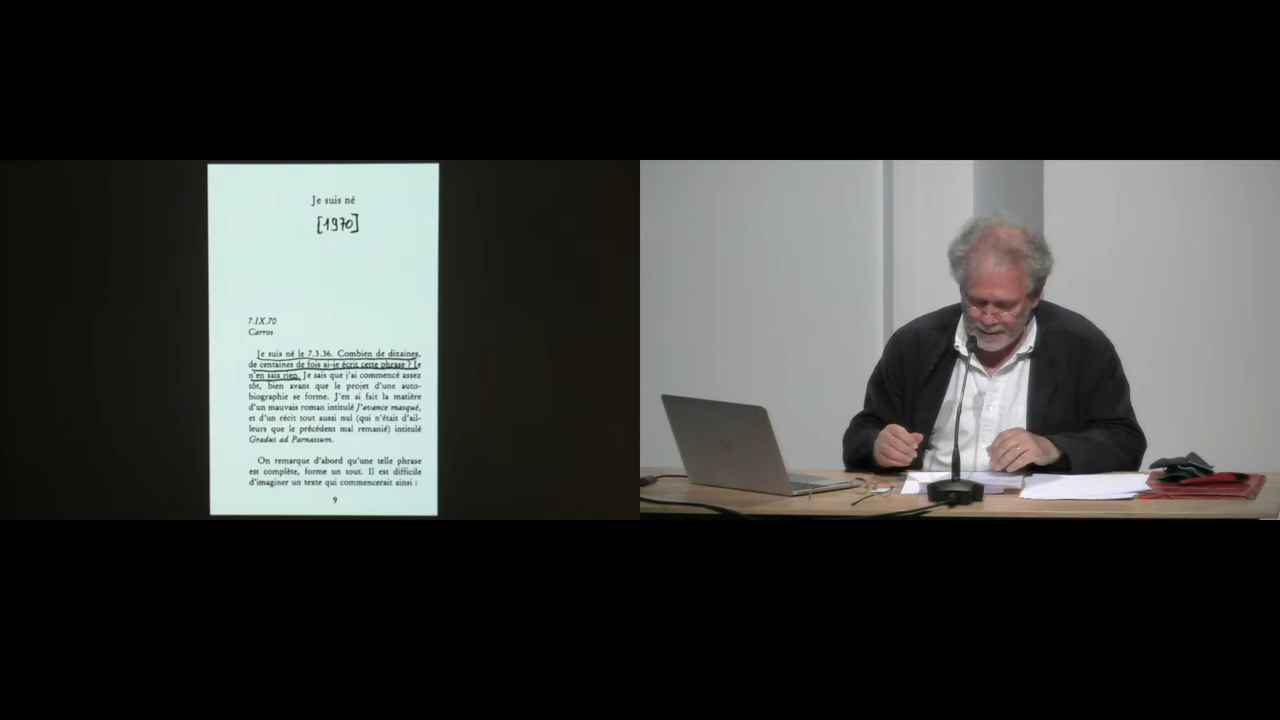 Je suis né
[1970]
7.IX.70
Carros
Je suis né le 7.3.36. Combien de dizaines,
de centaines de fois ai-je écrit cette phrase ? Je
n'en sais rien. Je sais que j'ai commencé assez
tôt, bien avant que le projet d'une auto-
biographie se forme. J'en ai fait la matière
d'un mauvais roman intitulé J'avance masqué,
et d'un récit tout aussi nul (qui n'était d'ail-
leurs que le précédent mal remanié) intitulé
Gradus ad Parnassum.
On remarque d'abord qu'une telle phrase
est complète, forme un tout. Il est difficile
d'imaginer un texte qui commencerait ainsi :
9